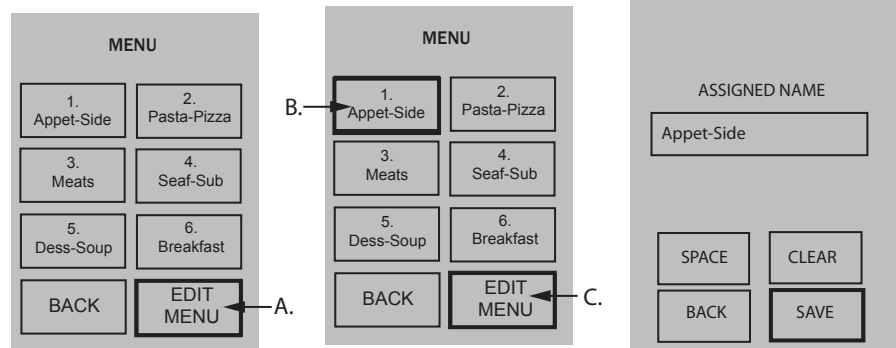 MENU
1.
Appet-Side
2.
Pasta-Pizza
3.
Meats
4.
Seaf-Sub
5.
Dess-Soup
6.
Breakfast
BACK
EDIT
MENU
A.
MENU
B.
1.
Appet-Side
2.
Pasta-Pizza
3.
Meats
4.
Seaf-Sub
5.
Dess-Soup
6.
Breakfast
BACK
EDIT
MENU
C.
ASSIGNED NAME
Appet-Side
SPACE
CLEAR
BACK
SAVE